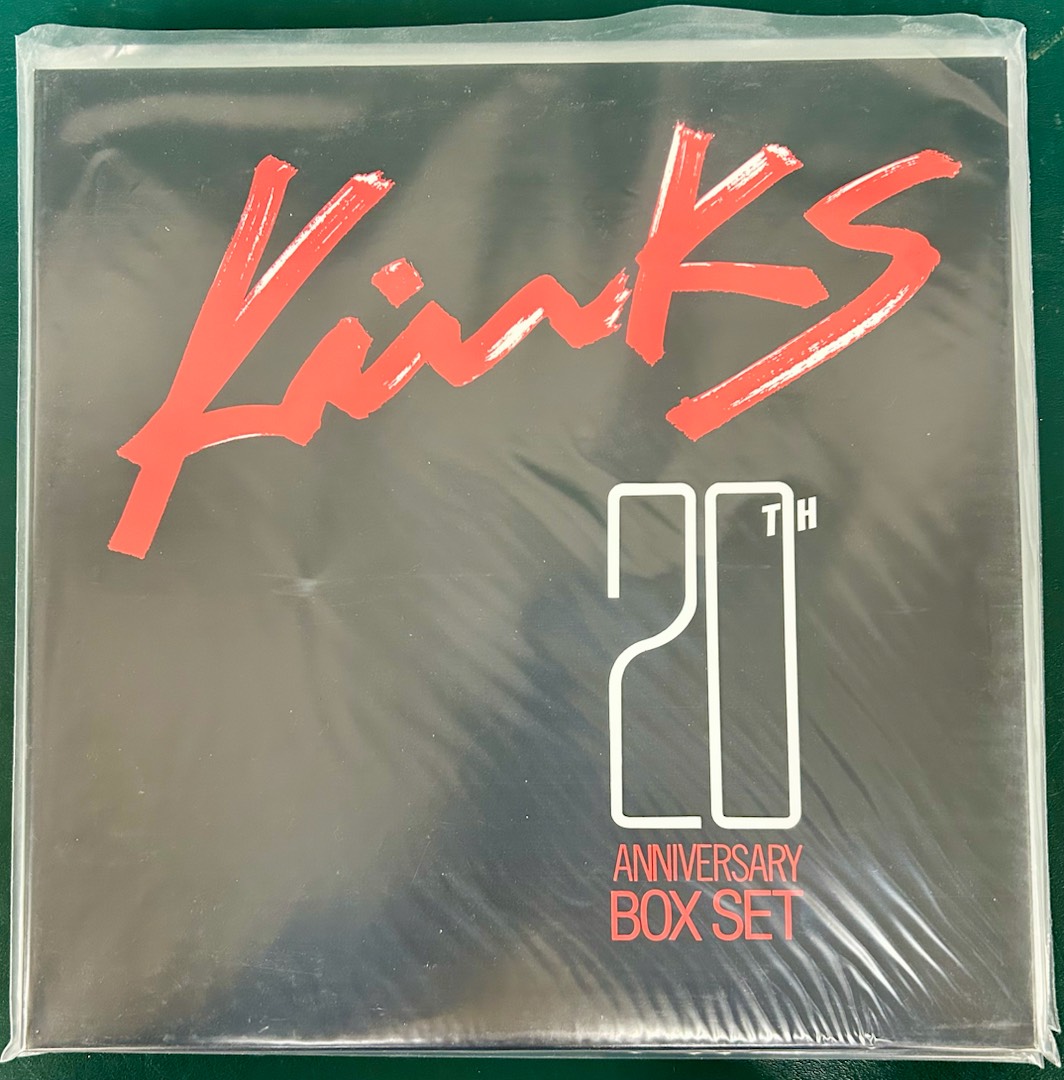 Kinks
20TH
ANNIVERSARY
BOX SET